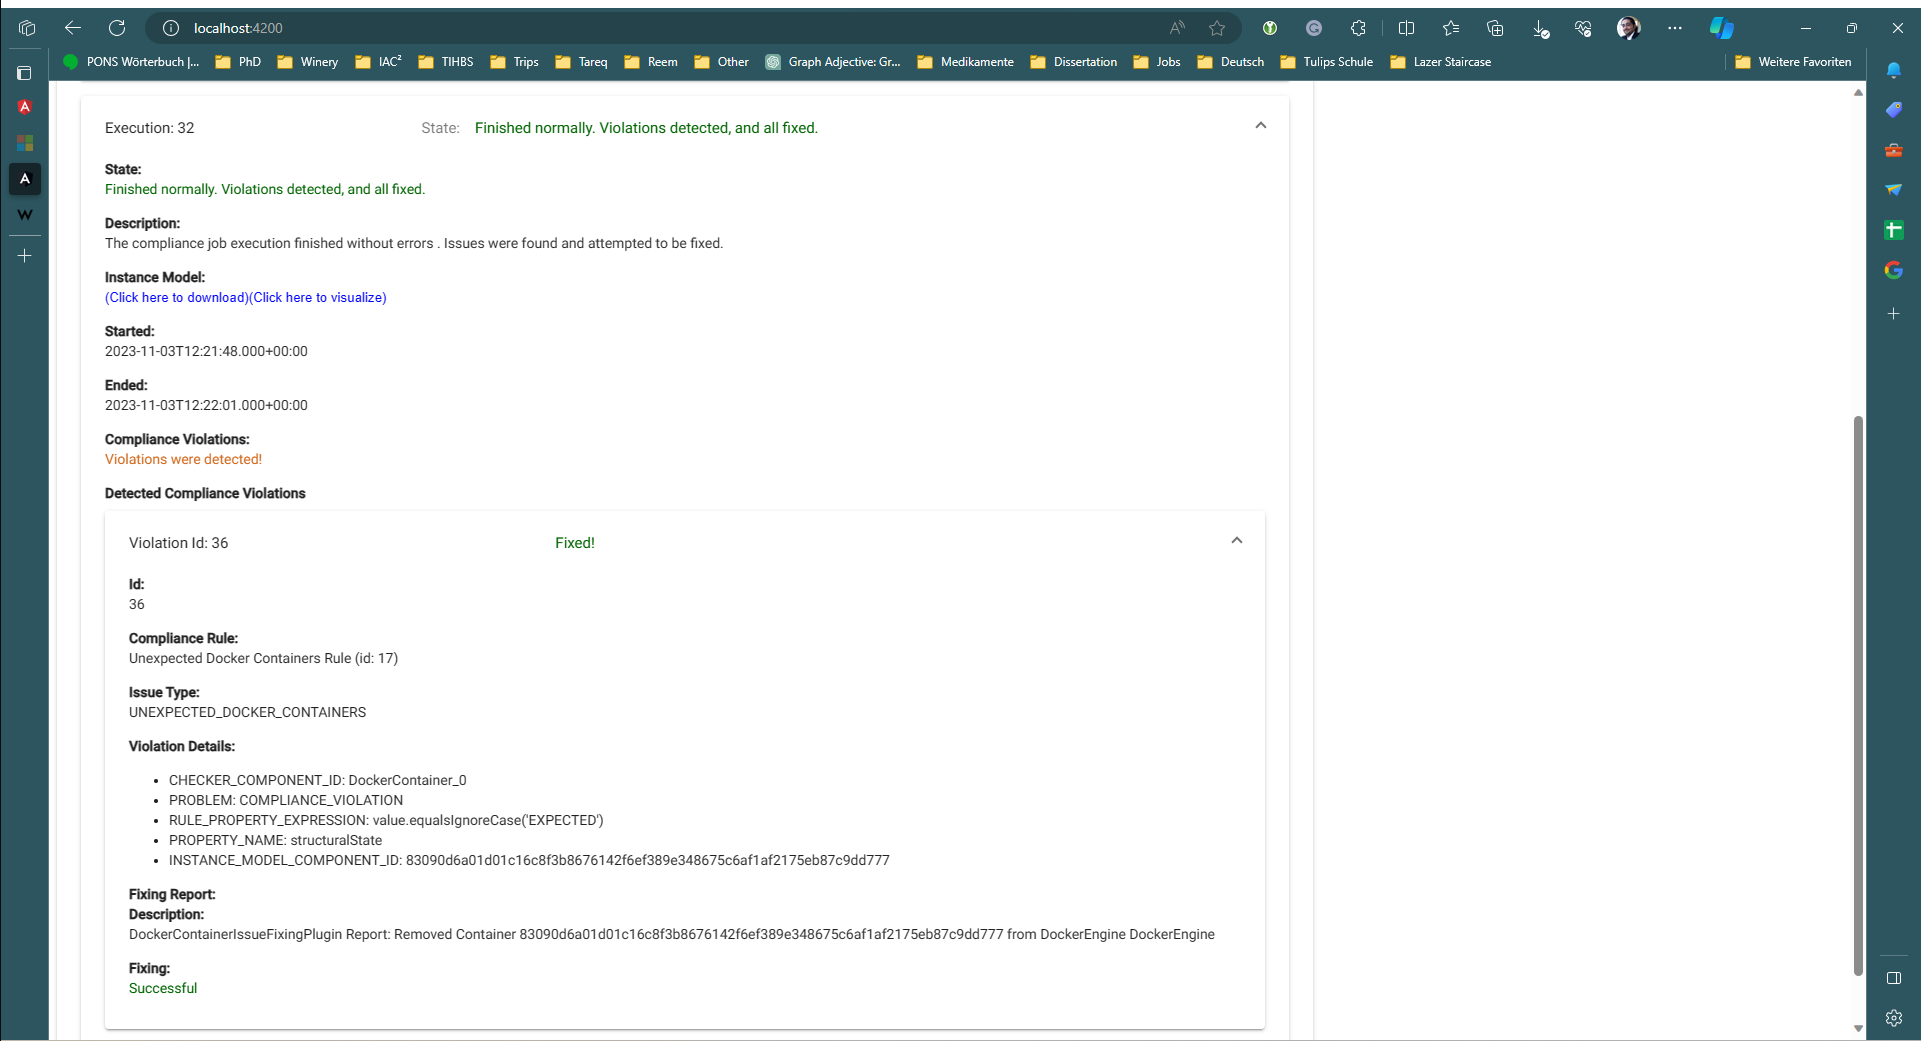 localhost:4200
PONS Wörterbuch |...
PhD
Winery
IAC²
TIHBS
Trips
Tareq
Reem
Other
Graph Adjective: Gr...
Medikamente
Dissertation
Jobs
Deutsch
Tulips Schule
Lazer Staircase
Weitere Favoriten
Execution: 32
State: Finished normally. Violations detected, and all fixed.
State:
Finished normally. Violations detected, and all fixed.
Description:
The compliance job execution finished without errors . Issues were found and attempted to be fixed.
Instance Model:
(Click here to download)(Click here to visualize)
Started:
2023-11-03T12:21:48.000+00:00
Ended:
2023-11-03T12:22:01.000+00:00
Compliance Violations:
Violations were detected!
Detected Compliance Violations
Violation Id: 36
Fixed!
Id:
36
Compliance Rule:
Unexpected Docker Containers Rule (id: 17)
Issue Type:
UNEXPECTED_DOCKER_CONTAINERS
Violation Details:
• CHECKER_COMPONENT_ID: DockerContainer_0
• PROBLEM: COMPLIANCE_VIOLATION
• RULE_PROPERTY_EXPRESSION: value.equalsIgnoreCase('EXPECTED')
• PROPERTY_NAME: structuralState
• INSTANCE_MODEL_COMPONENT_ID: 83090d6a01d01c16c8f3b8676142f6ef389e348675c6af1af2175eb87c9dd777
Fixing Report:
Description:
DockerContainerIssueFixingPlugin Report: Removed Container 83090d6a01d01c16c8f3b8676142f6ef389e348675c6af1af2175eb87c9dd777 from DockerEngine DockerEngine
Fixing:
Successful